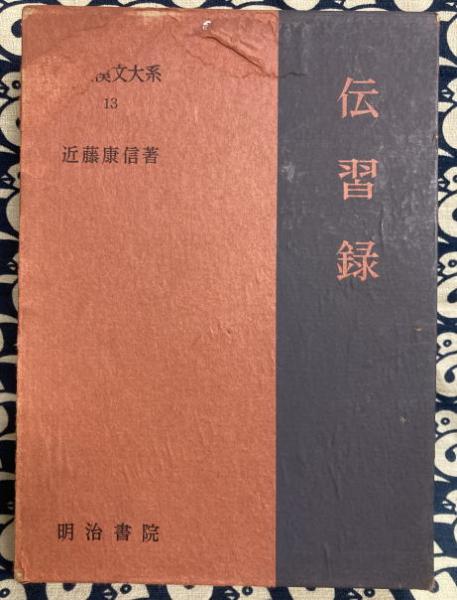 伝習録
漢文大系
13
近藤康信著
明治書院